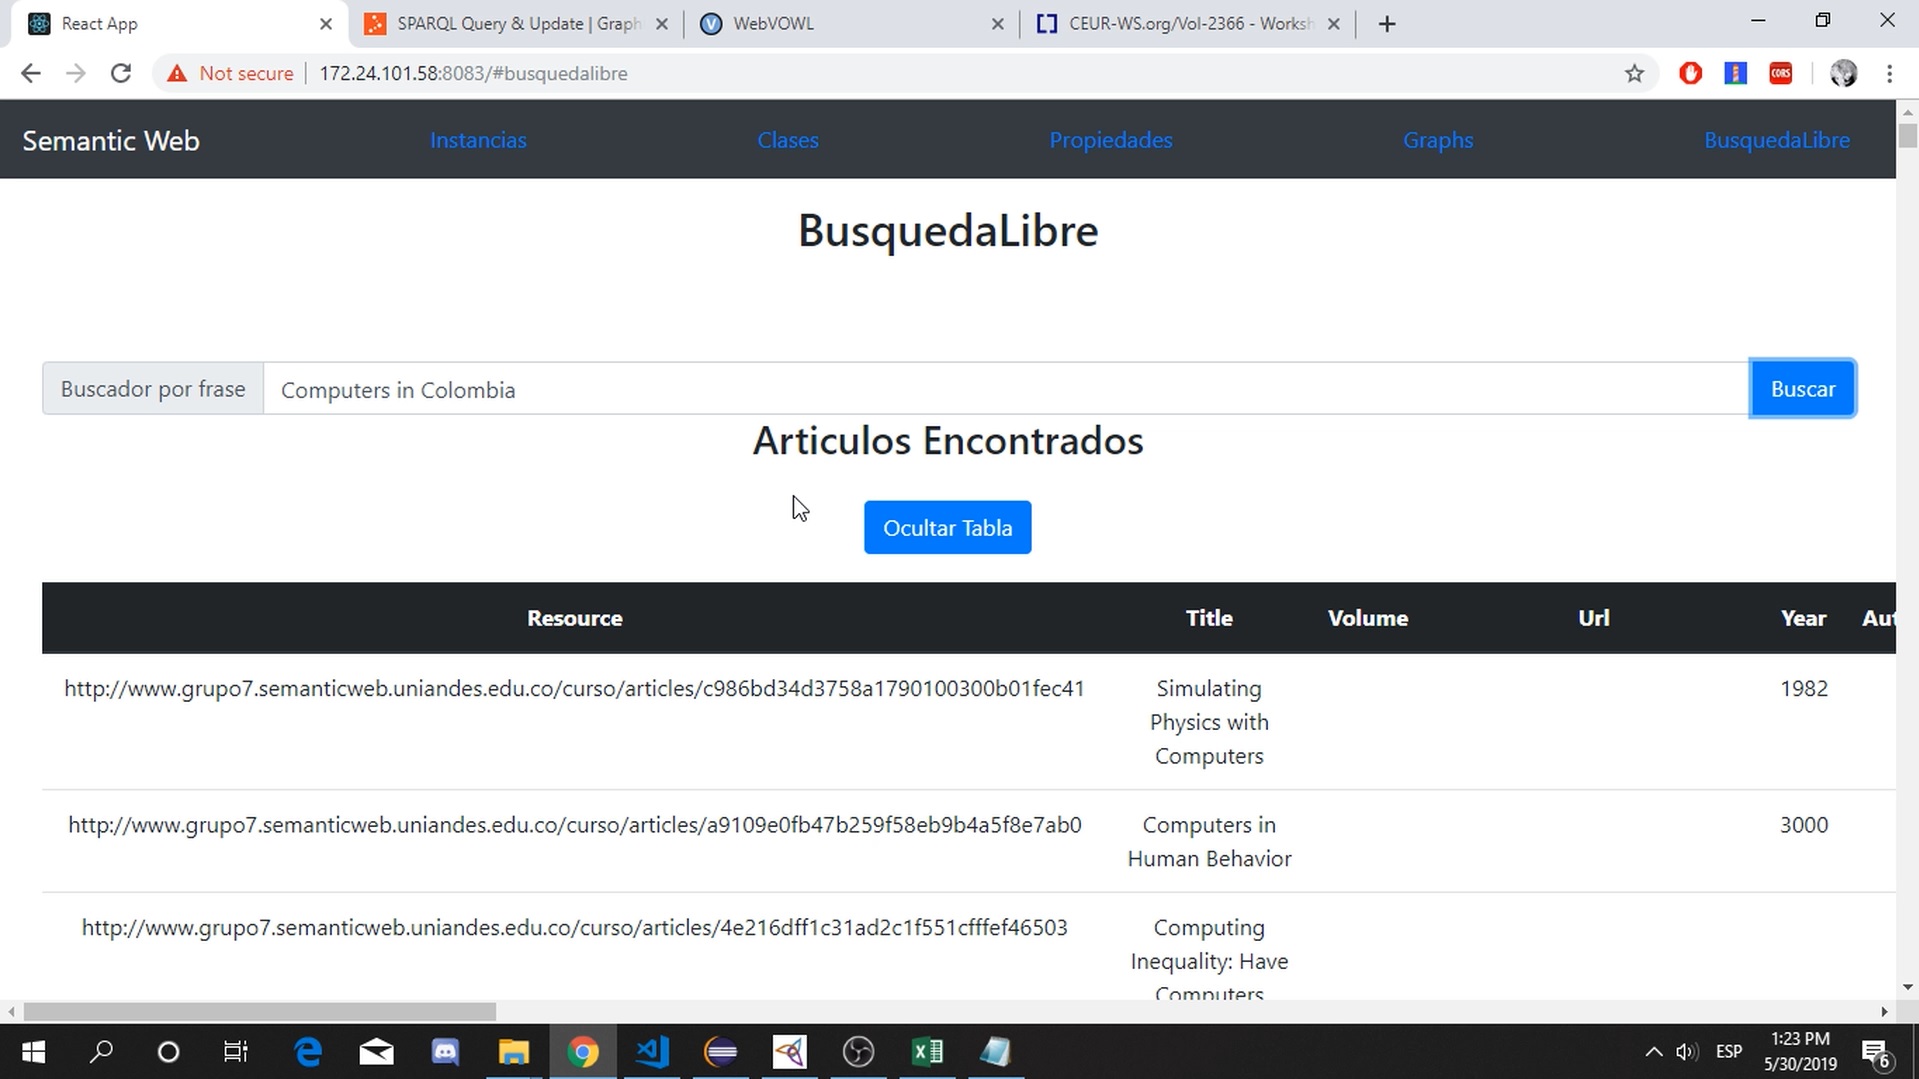 React App
SPARQL Query & Update | Graph
WebVOWL
CEUR-WS.org/Vol-2366 - Worksh
Not secure
172.24.101.58:8083/#busquedalibre
CORS
Semantic Web
Instancias
Clases
Propiedades
Graphs
BusquedaLibre
BusquedaLibre
Buscador por frase
Computers in Colombia
Buscar
Articulos Encontrados
Ocultar Tabla
Resource
Title
Volume
Url
Year
Aut
http://www.grupo7.semanticweb.uniandes.edu.co/curso/articles/c986bd34d3758a1790100300b01fec41
Simulating
Physics with
Computers
1982
http://www.grupo7.semanticweb.uniandes.edu.co/curso/articles/a9109e0fb47b259f58eb9b4a5f8e7ab0
Computers in
Human Behavior
3000
http://www.grupo7.semanticweb.uniandes.edu.co/curso/articles/4e216dff1c31ad2c1f551cfffef46503
Computing
Inequality: Have
Computers
ESP
1:23 PM
5/30/2019
6